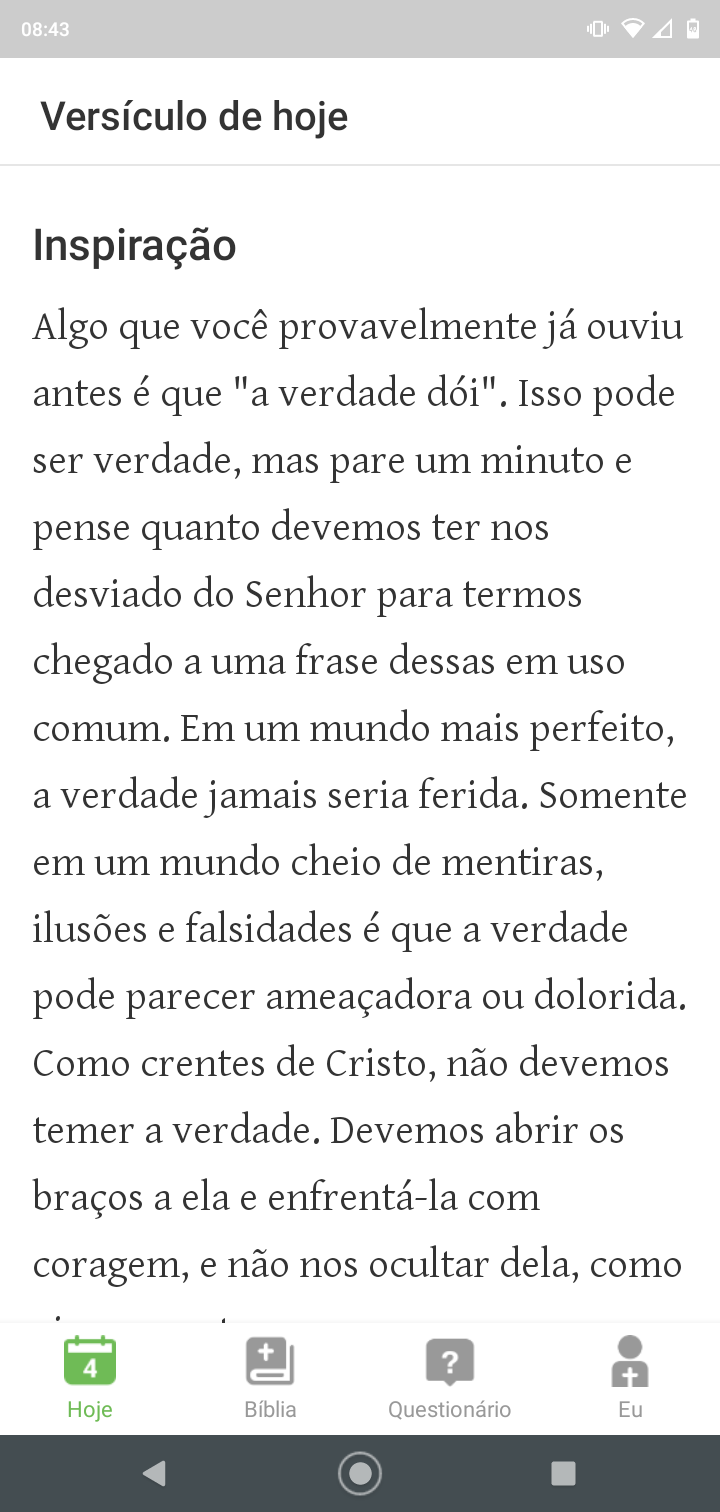 08:43
Versículo de hoje
Inspiração
Algo que você provavelmente já ouviu
antes é que "a verdade dói". Isso pode
ser verdade, mas pare um minuto e
pense quanto devemos ter nos
desviado do Senhor para termos
chegado a uma frase dessas em uso
comum. Em um mundo mais perfeito,
a verdade jamais seria ferida. Somente
em um mundo cheio de mentiras,
ilusões e falsidades é que a verdade
pode parecer ameaçadora ou dolorida.
Como crentes de Cristo, não devemos
temer a verdade. Devemos abrir os
braços a ela e enfrentá-la com
coragem, e não nos ocultar dela, como
4
?
Hoje
Bíblia
Questionário
Eu